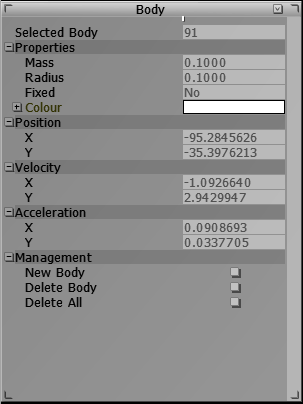 Body
Selected Body 91
Properties
Mass 0.1000
Radius 0.1000
Fixed No
Colour
Position
X -95.2845626
Y -35.3976213
Velocity
X -1.0926640
Y 2.9429947
Acceleration
X 0.0908693
Y 0.0337705
Management
New Body
Delete Body
Delete All